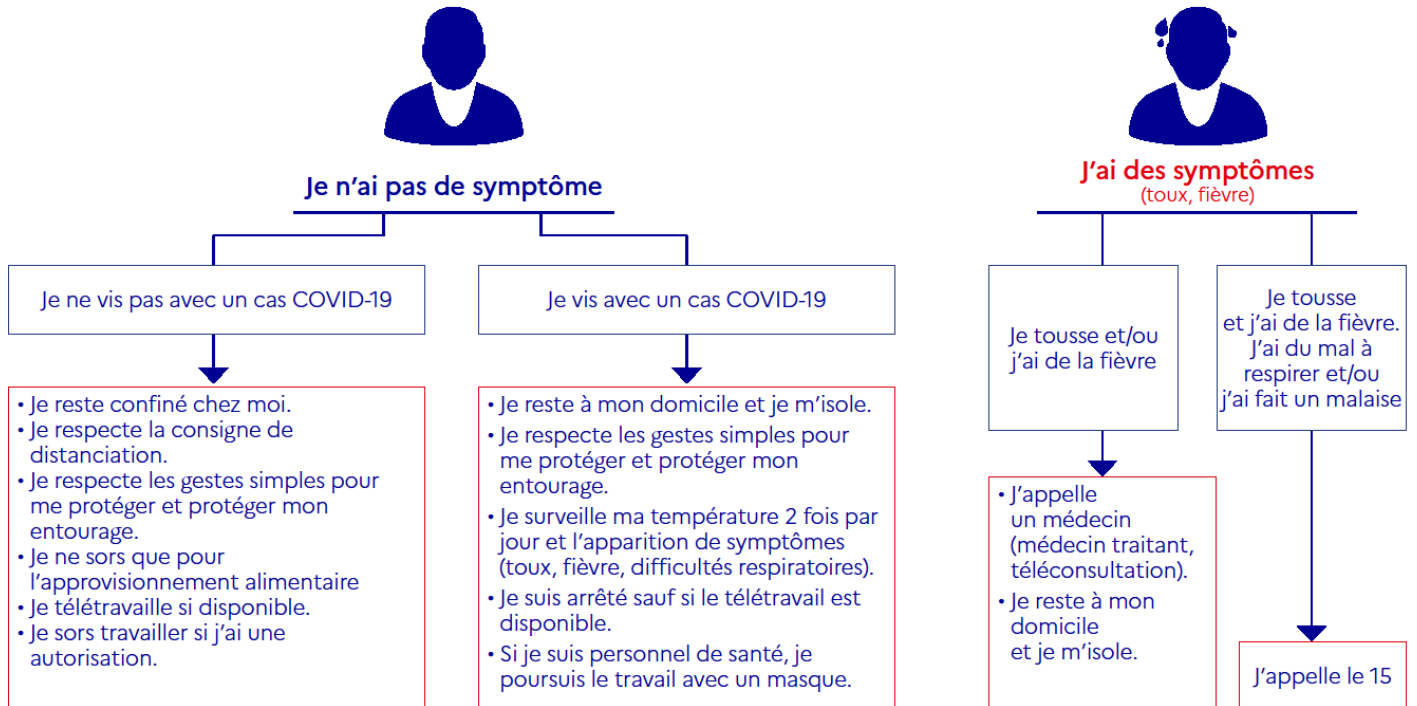 Je n'ai pas de symptôme
Je ne vis pas avec un cas COVID-19
• Je reste confiné chez moi.
• Je respecte la consigne de
distanciation.
• Je respecte les gestes simples pour
me protéger et protéger mon
entourage.
• Je ne sors que pour
l'approvisionnement alimentaire
• Je télétravaille si disponible.
• Je sors travailler si j'ai une
autorisation.
Je vis avec un cas COVID-19
• Je reste à mon domicile et je m'isole.
• Je respecte les gestes simples pour
me protéger et protéger mon
entourage.
• Je surveille ma température 2 fois par
jour et l'apparition de symptômes
(toux, fièvre, difficultés respiratoires).
• Je suis arrêté sauf si le télétravail est
disponible.
• Si je suis personnel de santé, je
poursuis le travail avec un masque.
J'ai des symptômes
(toux, fièvre)
Je tousse et/ou
j'ai de la fièvre
• J'appelle
un médecin
(médecin traitant,
téléconsultation).
• Je reste à mon
domicile
et je m'isole.
Je tousse
et j'ai de la fièvre.
J'ai du mal à
respirer et/ou
j'ai fait un malaise
J'appelle le 15